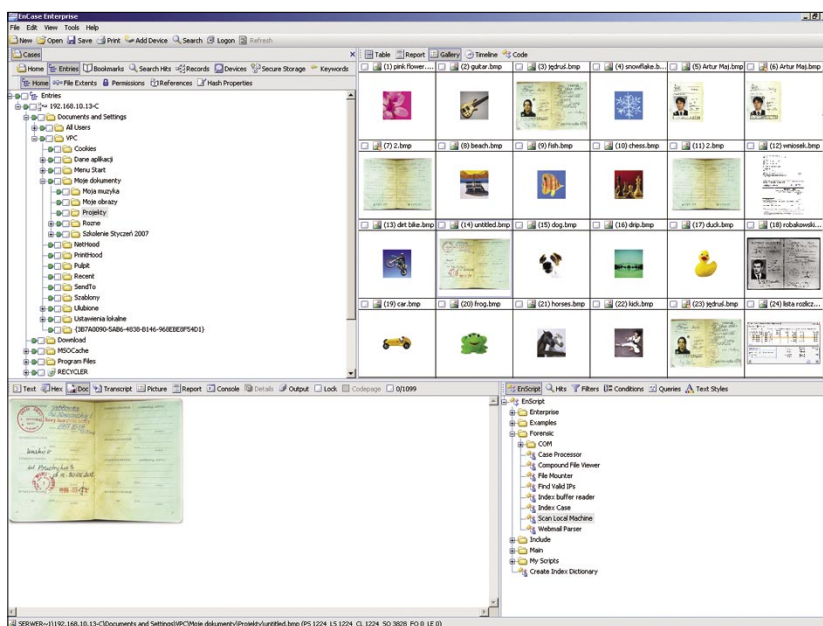 EnCase Enterprise
File Edit View Tools Help
New Open Save Print Add Device Search Logon Refresh
Cases
Home Entries Bookmarks Search Hits Records Devices Secure Storage Keywords
Home File Extents Permissions References Hash Properties
Entries
192.168.10.13-C
Documents and Settings
All Users
VPC
Cookies
Dane aplikacji
Menu Start
Moje dokumenty
Moja muzyka
Moje obrazy
Projekty
Rozne
Szkolenie Styczeń 2007
NetHood
PrintHood
Pulpit
Recent
SendTo
Szablony
Ulubione
Ustawienia lokalne
Download
MSOCache
Program Files
RECYCLER
Table Report Gallery Timeline Code
(1) pink flower.... (2) guitar.bmp (3) jędruś.bmp (4) snowflake.b... (5) Artur Maj.bmp (6) Artur Maj.bmp
(7) 2.bmp (8) beach.bmp (9) fish.bmp (10) chess.bmp (11) 2.bmp (12) wniosek.bmp
(13) dirt bike.bmp (14) untitled.bmp (15) dog.bmp (16) drip.bmp (17) duck.bmp (18) robakowski...
(19) car.bmp (20) frog.bmp (21) horses.bmp (22) kick.bmp (23) jędruś.bmp (24) lista rozlicz...
Text Hex Doc Transcript Picture Report Console Details Output Lock Codepage 0/1099
EnScript Hits Filters Conditions Queries Text Styles
EnScript
Enterprise
Examples
Forensic
COM
Case Processor
Compound File Viewer
File Mounter
Find Valid IPs
Index buffer reader
Index Case
Scan Local Machine
Webmail Parser
Include
Main
My Scripts
Create Index Dictionary
SERWER~1\192.168.10.13-C\Documents and Settings\VPC\Moje dokumenty\Projekty\untitled.bmp (PS 1224 LS 1224 CL 1224 SO 3828 FO 0 LE 0)